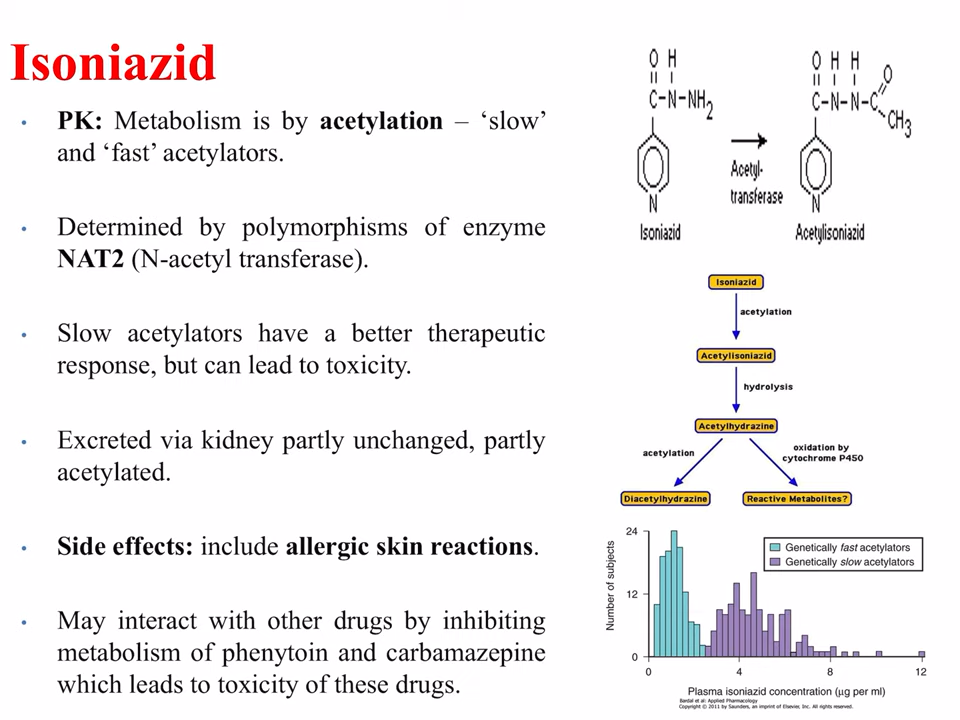 Isoniazid
• PK: Metabolism is by acetylation – ‘slow’
and ‘fast’ acetylators.
• Determined by polymorphisms of enzyme
NAT2 (N-acetyl transferase).
• Slow acetylators have a better therapeutic
response, but can lead to toxicity.
• Excreted via kidney partly unchanged, partly
acetylated.
• Side effects: include allergic skin reactions.
• May interact with other drugs by inhibiting
metabolism of phenytoin and carbamazepine
which leads to toxicity of these drugs.
O H
C-N-NH2
N
Isoniazid
Acetyl-
transferase
O H H O
C-N-N-C
CH3
N
Acetylisoniazid
Isoniazid
acetylation
Acetylisoniazid
hydrolysis
Acetylhydrazine
acetylation
oxidation by
cytochrome P450
Diacetylhydrazine
Reactive Metabolites?
Number of subjects
24
12
0
Genetically fast acetylators
Genetically slow acetylators
0 4 8 12
Plasma isoniazid concentration (μg per ml)
Bardal et al: Applied Pharmacology
Copyright © 2011 by Saunders, an imprint of Elsevier, Inc. All rights reserved.